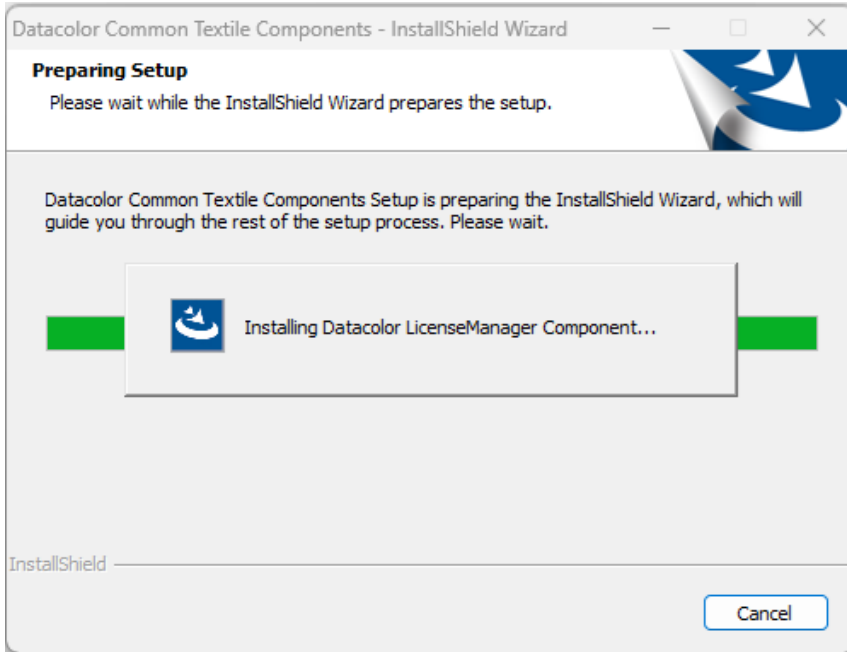 Datacolor Common Textile Components - InstallShield Wizard
Preparing Setup
Please wait while the InstallShield Wizard prepares the setup.
Datacolor Common Textile Components Setup is preparing the InstallShield Wizard, which will
guide you through the rest of the setup process. Please wait.
Installing Datacolor LicenseManager Component...
InstallShield
Cancel